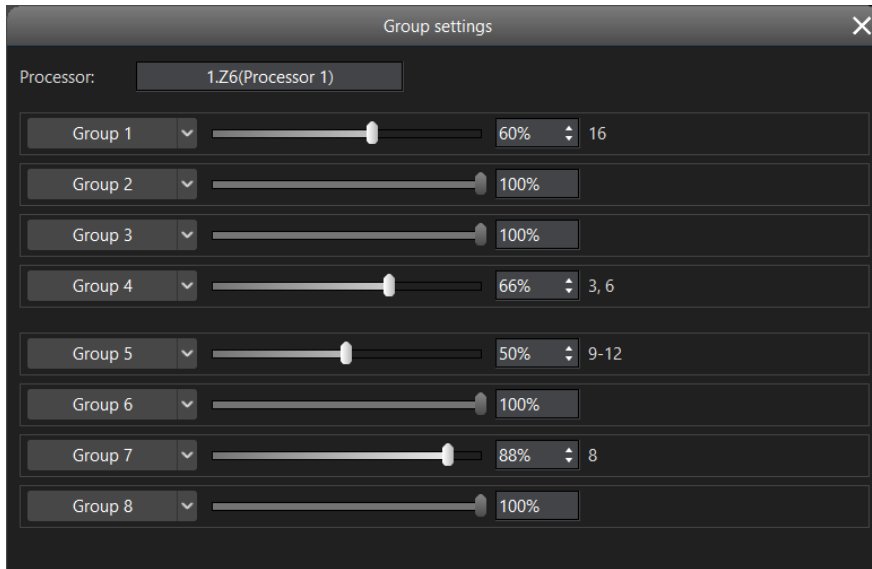 Group settings
Processor: 1.Z6(Processor 1)
Group 1 60% 16
Group 2 100%
Group 3 100%
Group 4 66% 3, 6
Group 5 50% 9-12
Group 6 100%
Group 7 88% 8
Group 8 100%